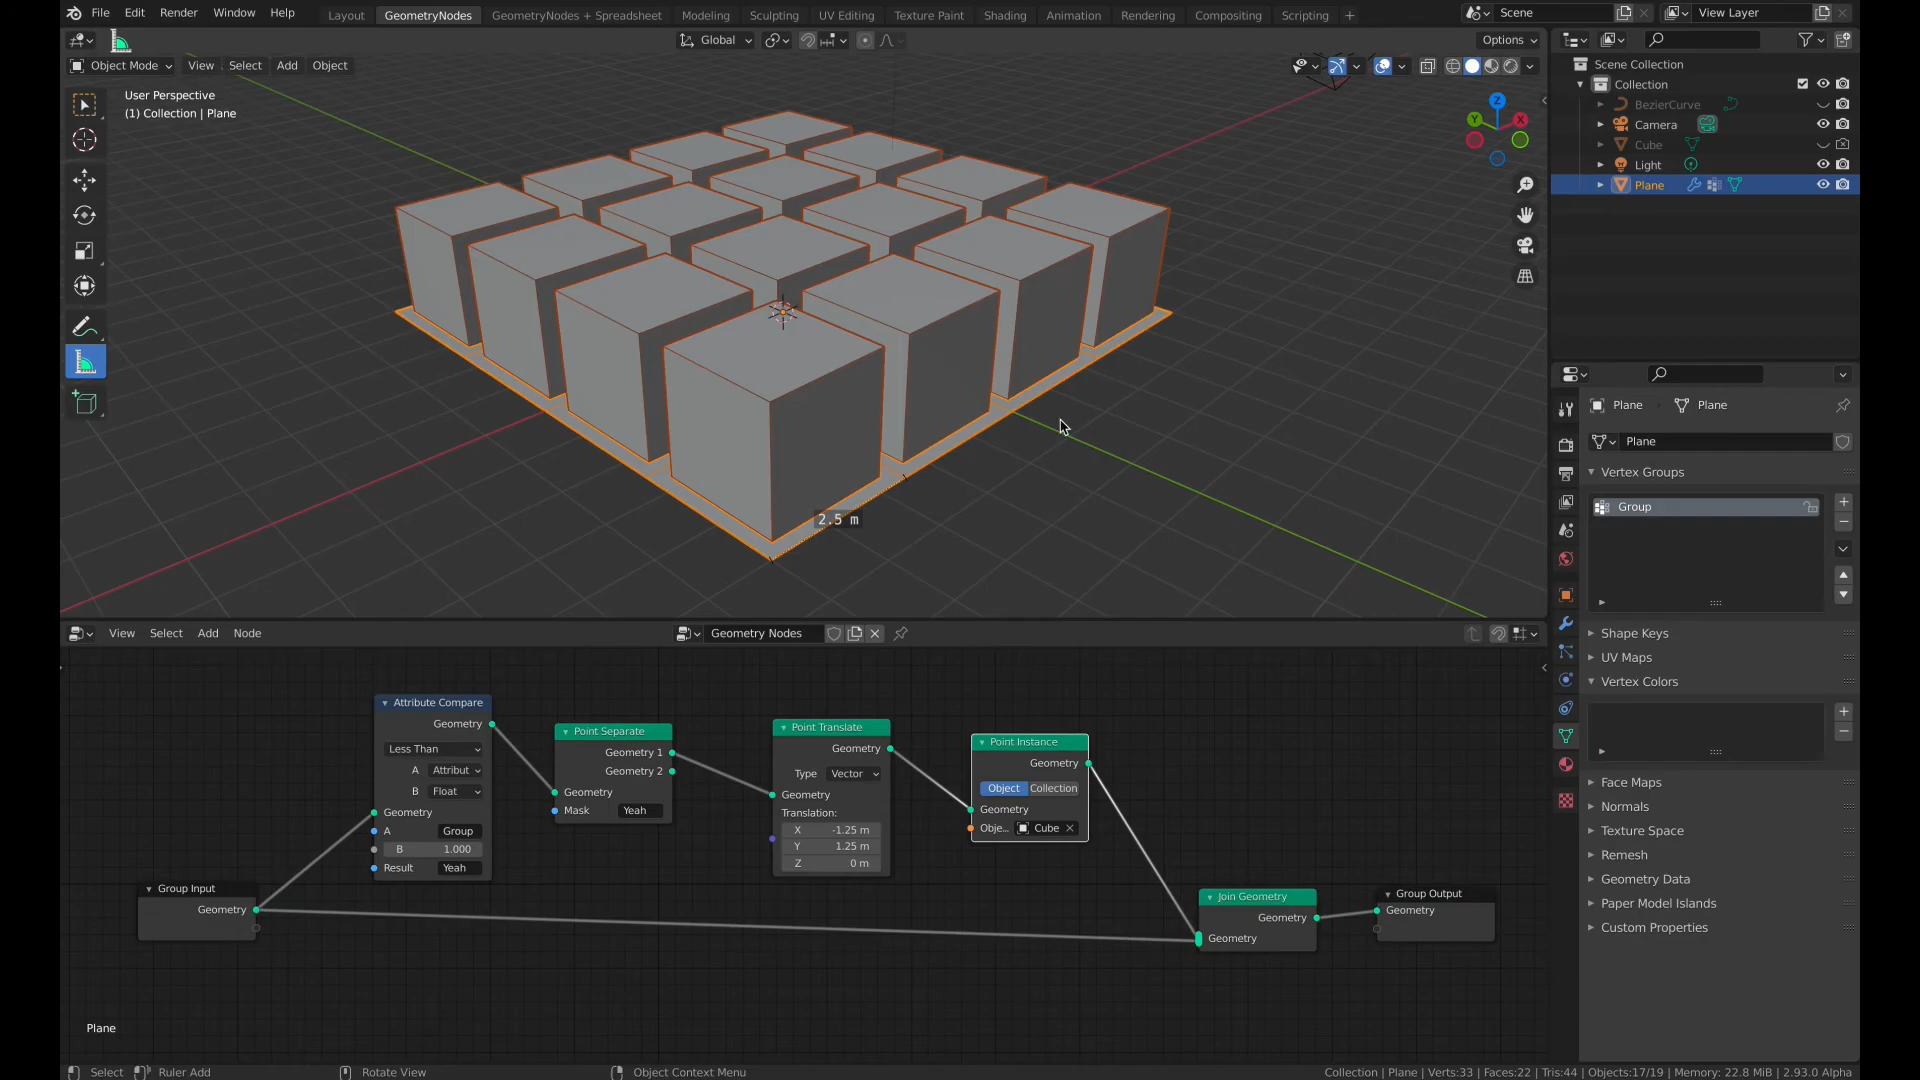 File Edit Render Window Help Layout GeometryNodes GeometryNodes + Spreadsheet Modeling Sculpting UV Editing Texture Paint Shading Animation Rendering Compositing Scripting + Scene View Layer
Global Options
Object Mode View Select Add Object
User Perspective
(1) Collection | Plane
Z
Y X
2.5 m
Scene Collection
Collection
BezierCurve
Camera
Cube
Light
Plane
Plane Plane
Plane
Vertex Groups
Group
Shape Keys
UV Maps
Vertex Colors
Face Maps
Normals
Texture Space
Remesh
Geometry Data
Paper Model Islands
Custom Properties
View Select Add Node Geometry Nodes
Attribute Compare
Geometry
Less Than
A Attribut
B Float
Geometry
A Group
B 1.000
Result Yeah
Point Separate
Geometry 1
Geometry 2
Geometry
Mask Yeah
Point Translate
Geometry
Type Vector
Geometry
Translation:
X -1.25 m
Y 1.25 m
Z 0 m
Point Instance
Geometry
Object Collection
Geometry
Obje... Cube
Group Input
Geometry
Join Geometry
Geometry
Geometry
Group Output
Geometry
Plane
Select Ruler Add Rotate View Object Context Menu Collection | Plane | Verts:33 | Faces:22 | Tris:44 | Objects:17/19 | Memory: 22.8 MiB | 2.93.0 Alpha